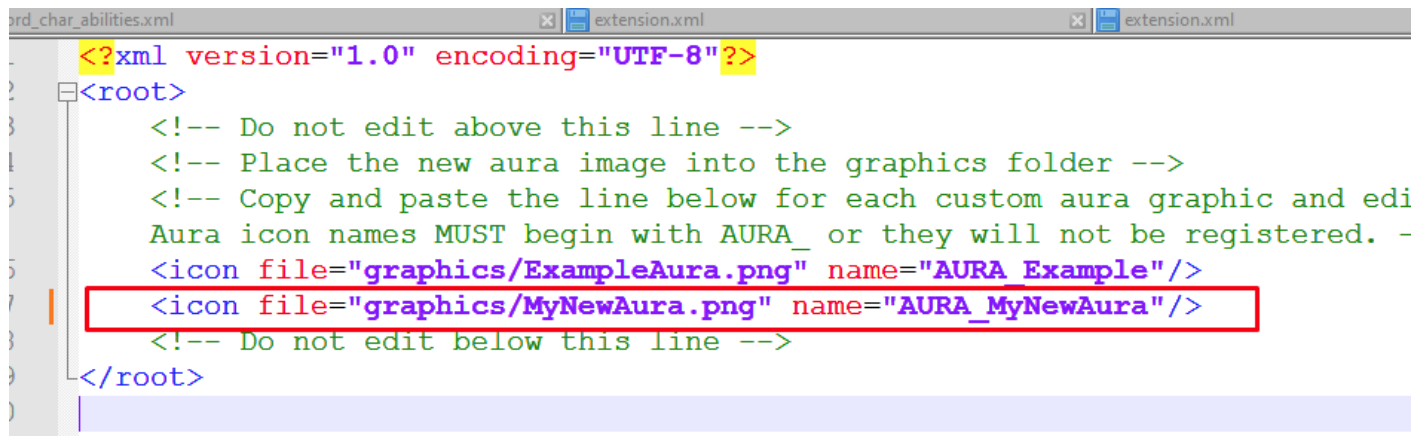 ord_char_abilities.xml extension.xml extension.xml
<?xml version="1.0" encoding="UTF-8"?>
<root>
<!-- Do not edit above this line -->
<!-- Place the new aura image into the graphics folder -->
<!-- Copy and paste the line below for each custom aura graphic and edi
Aura icon names MUST begin with AURA_ or they will not be registered. -
<icon file="graphics/ExampleAura.png" name="AURA_Example"/>
<icon file="graphics/MyNewAura.png" name="AURA_MyNewAura"/>
<!-- Do not edit below this line -->
</root>